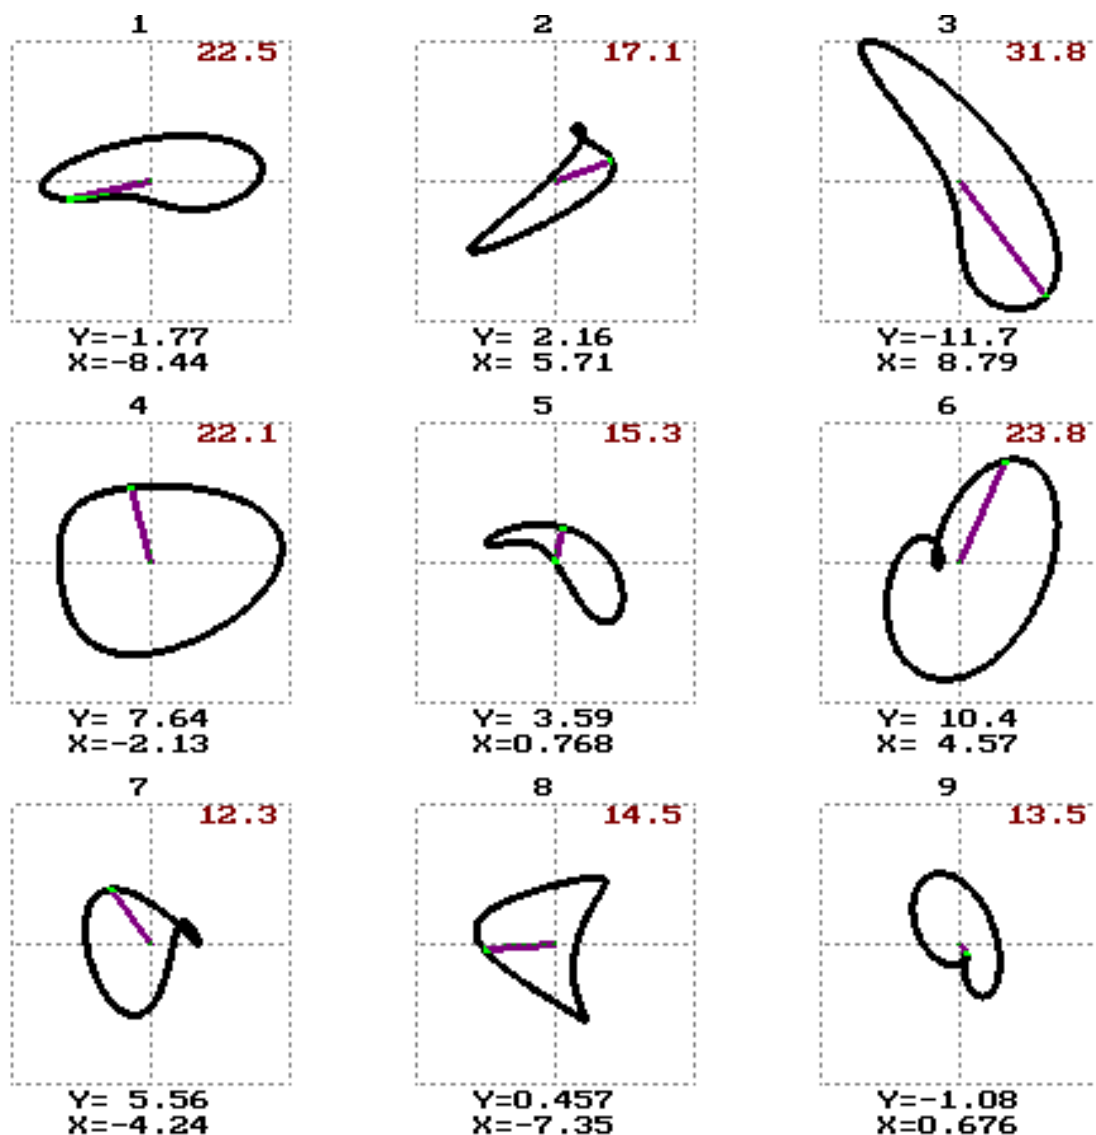 1 2 3
22.5 17.1 31.8
Y=-1.77 Y= 2.16 Y=-11.7
X=-8.44 X= 5.71 X= 8.79
4 5 6
22.1 15.3 23.8
Y= 7.64 Y= 3.59 Y= 10.4
X=-2.13 X=0.768 X= 4.57
7 8 9
12.3 14.5 13.5
Y= 5.56 Y=0.457 Y=-1.08
X=-4.24 X=-7.35 X=0.676